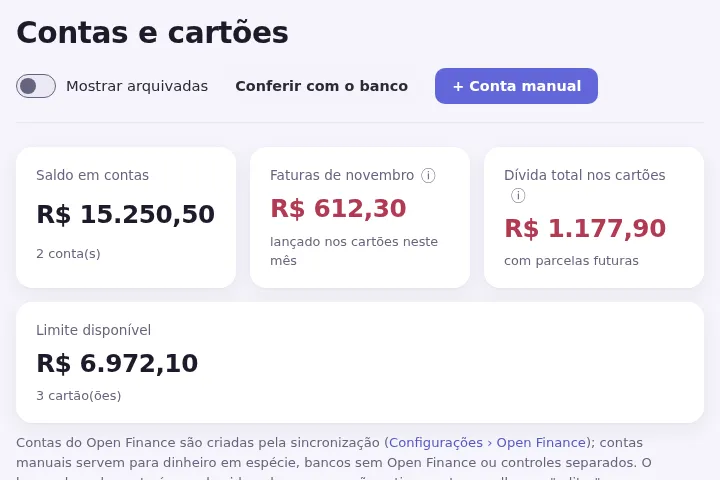 Contas e cartões
Mostrar arquivadas
Conferir com o banco
+ Conta manual
Saldo em contas
R$ 15.250,50
2 conta(s)
Faturas de novembro ⓘ
R$ 612,30
lançado nos cartões neste
mês
Dívida total nos cartões
ⓘ
R$ 1.177,90
com parcelas futuras
Limite disponível
R$ 6.972,10
3 cartão(ões)
Contas do Open Finance são criadas pela sincronização (Configurações › Open Finance); contas
manuais servem para dinheiro em espécie, bancos sem Open Finance ou controles separados. O